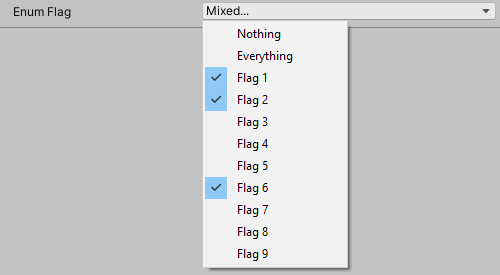 Enum Flag
Mixed...
Nothing
Everything
Flag 1
Flag 2
Flag 3
Flag 4
Flag 5
Flag 6
Flag 7
Flag 8
Flag 9